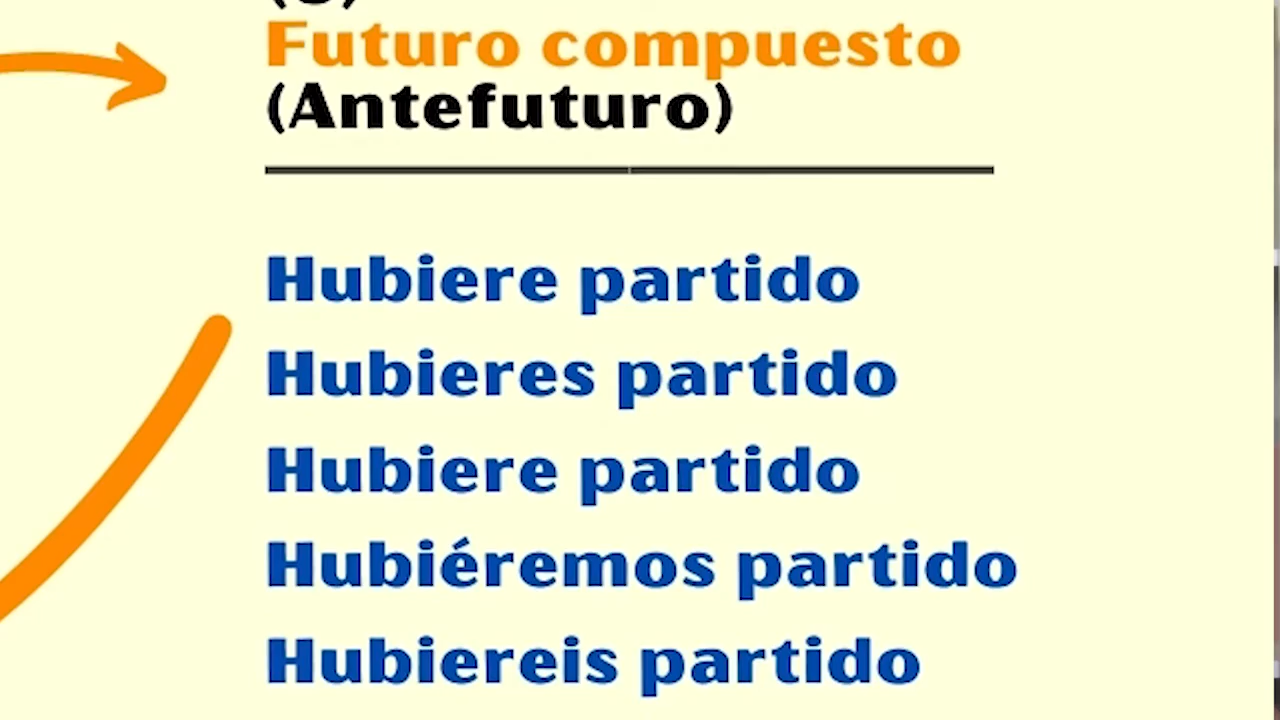 Futuro compuesto
(Antefuturo)
Hubiere partido
Hubieres partido
Hubiere partido
Hubiéremos partido
Hubiereis partido